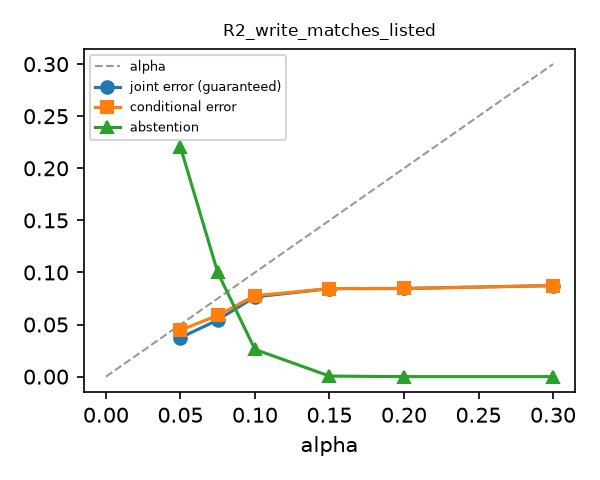 R2_write_matches_listed
alpha
joint error (guaranteed)
conditional error
abstention
0.30
0.25
0.20
0.15
0.10
0.05
0.00
0.00 0.05 0.10 0.15 0.20 0.25 0.30
alpha